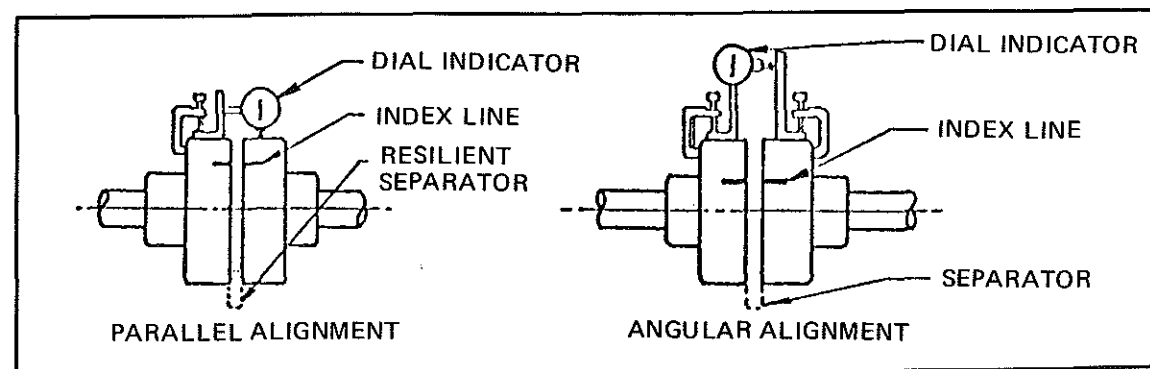 DIAL INDICATOR
INDEX LINE
RESILIENT
SEPARATOR
PARALLEL ALIGNMENT
DIAL INDICATOR
INDEX LINE
SEPARATOR
ANGULAR ALIGNMENT